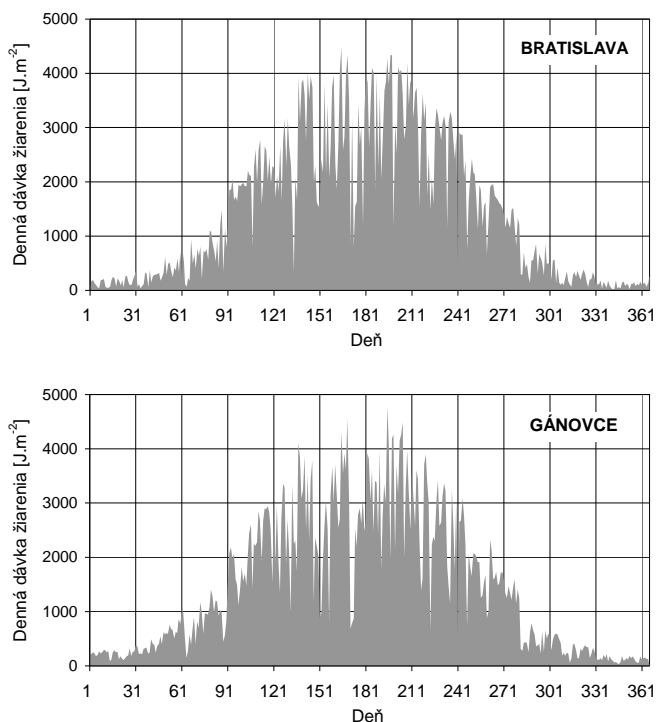 5000
BRATISLAVA
4000
3000
2000
1000
0
Denná dávka žiarenia [J.m-2]
1 31 61 91 121 151 181 211 241 271 301 331 361
Deň
5000
GÁNOVCE
4000
3000
2000
1000
0
Denná dávka žiarenia [J.m-2]
1 31 61 91 121 151 181 211 241 271 301 331 361
Deň